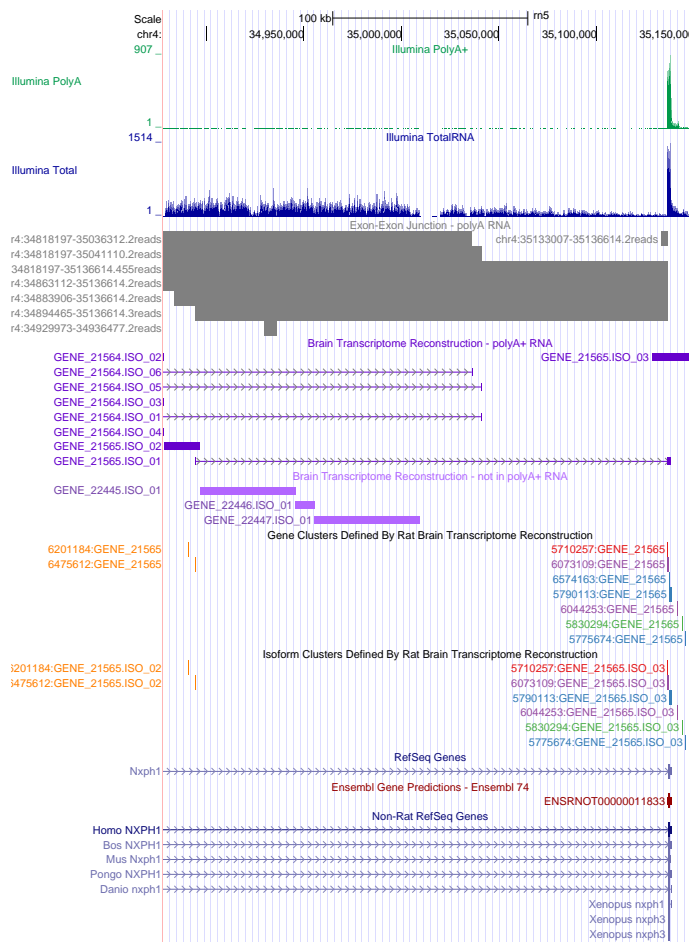 Scale 100 kb rn5
chr4: 34,950,000 35,000,000 35,050,000 35,100,000 35,150,000
907 _ Illumina PolyA+
Illumina PolyA
1 _
1514 _ Illumina TotalRNA
Illumina Total
1 _
Exon-Exon Junction - polyA RNA
r4:34818197-35036312.2reads chr4:35133007-35136614.2reads
r4:34818197-35041110.2reads
34818197-35136614.455reads
r4:34863112-35136614.2reads
r4:34883906-35136614.2reads
r4:34894465-35136614.3reads
r4:34929973-34936477.2reads
Brain Transcriptome Reconstruction - polyA+ RNA
GENE_21564.ISO_02 GENE_21565.ISO_03
GENE_21564.ISO_06
GENE_21564.ISO_05
GENE_21564.ISO_03
GENE_21564.ISO_01
GENE_21564.ISO_04
GENE_21565.ISO_02
GENE_21565.ISO_01
Brain Transcriptome Reconstruction - not in polyA+ RNA
GENE_22445.ISO_01
GENE_22446.ISO_01
GENE_22447.ISO_01
Gene Clusters Defined By Rat Brain Transcriptome Reconstruction
6201184:GENE_21565 5710257:GENE_21565
6475612:GENE_21565 6073109:GENE_21565
6574163:GENE_21565
5790113:GENE_21565
6044253:GENE_21565
5830294:GENE_21565
5775674:GENE_21565
Isoform Clusters Defined By Rat Brain Transcriptome Reconstruction
6201184:GENE_21565.ISO_02 5710257:GENE_21565.ISO_03
6475612:GENE_21565.ISO_02 6073109:GENE_21565.ISO_03
5790113:GENE_21565.ISO_03
6044253:GENE_21565.ISO_03
5830294:GENE_21565.ISO_03
5775674:GENE_21565.ISO_03
RefSeq Genes
Nxph1
Ensembl Gene Predictions - Ensembl 74
ENSRNOT00000011833
Non-Rat RefSeq Genes
Homo NXPH1
Bos NXPH1
Mus Nxph1
Pongo NXPH1
Danio nxph1
Xenopus nxph1
Xenopus nxph3
Xenopus nxph3